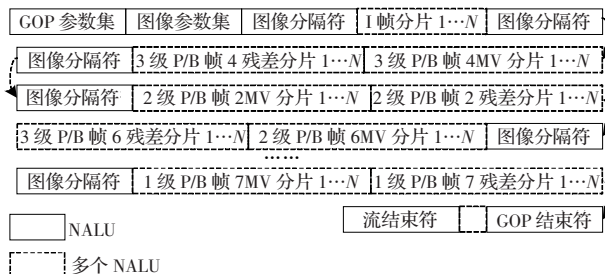 GOP 参数集 图像参数集 图像分隔符 I 帧分片 1…N 图像分隔符
图像分隔符 3 级 P/B 帧 4 残差分片 1…N 3 级 P/B 帧 4MV 分片 1…N
图像分隔符 2 级 P/B 帧 2MV 分片 1…N 2 级 P/B 帧 2 残差分片 1…N
3 级 P/B 帧 6 残差分片 1…N 2 级 P/B 帧 6MV 分片 1…N 图像分隔符
……
图像分隔符 1 级 P/B 帧 7MV 分片 1…N 1 级 P/B 帧 7 残差分片 1…N
流结束符 GOP 结束符
NALU
多个 NALU